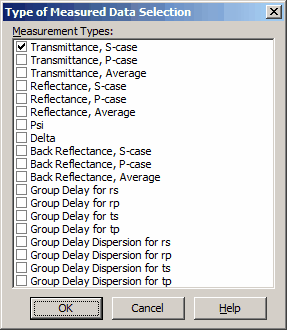 Type of Measured Data Selection
Measurement Types:
Transmittance, S-case
Transmittance, P-case
Transmittance, Average
Reflectance, S-case
Reflectance, P-case
Reflectance, Average
Psi
Delta
Back Reflectance, S-case
Back Reflectance, P-case
Back Reflectance, Average
Group Delay for rs
Group Delay for rp
Group Delay for ts
Group Delay for tp
Group Delay Dispersion for rs
Group Delay Dispersion for rp
Group Delay Dispersion for ts
Group Delay Dispersion for tp
OK Cancel Help